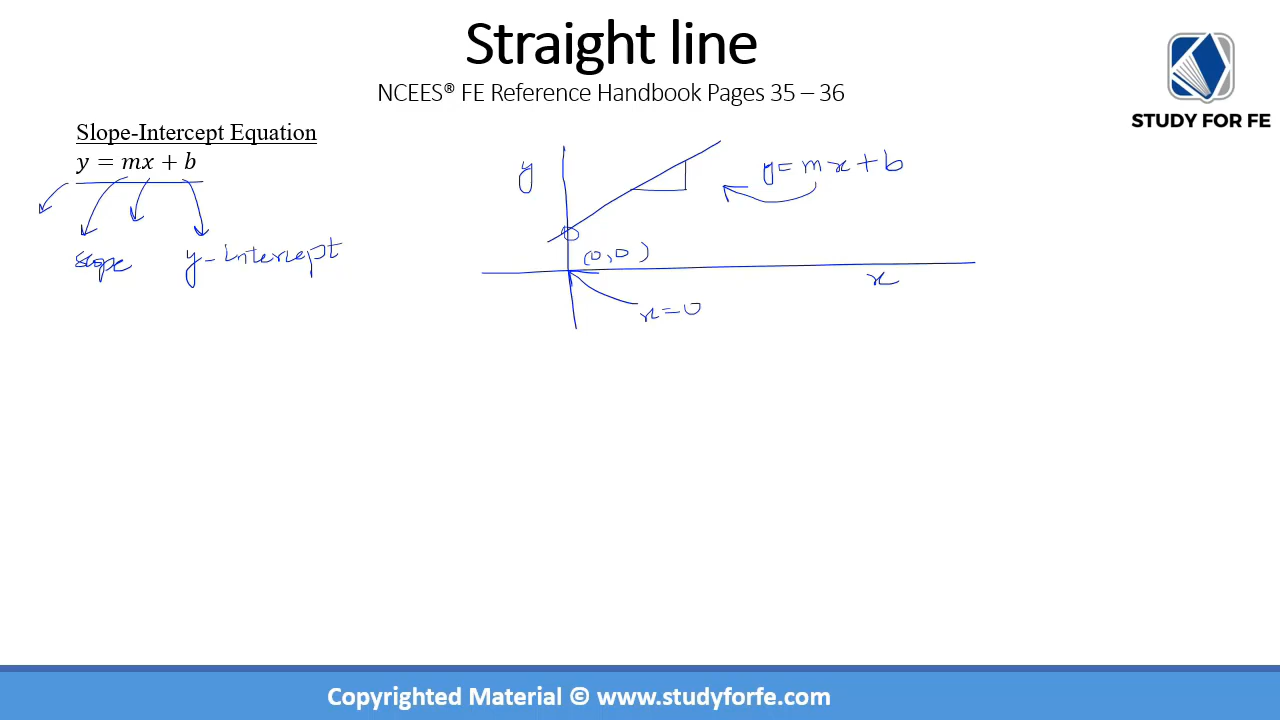 Straight line
NCEES® FE Reference Handbook Pages 35 – 36
STUDY FOR FE
Slope-Intercept Equation
y = mx + b
slope
y-Intercept
y
y = mx + b
(0,0)
x
x = 0
Copyrighted Material © www.studyforfe.com